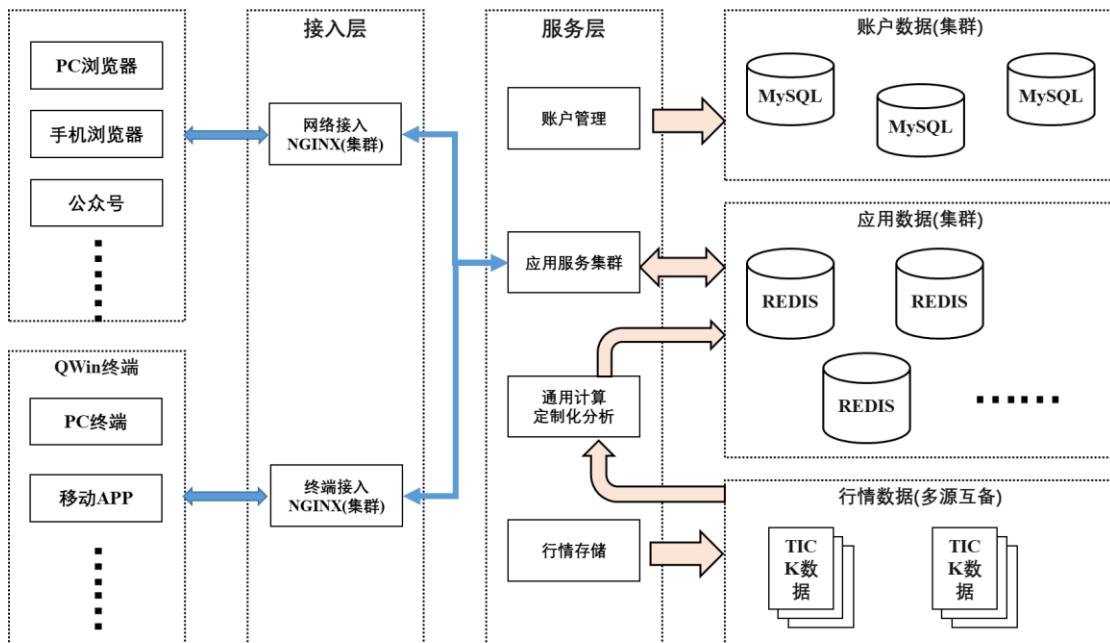 PC浏览器
手机浏览器
公众号
QWin终端
PC终端
移动APP
接入层
网络接入
NGINX(集群)
终端接入
NGINX(集群)
服务层
账户管理
应用服务集群
通用计算
定制化分析
行情存储
账户数据(集群)
MySQL
MySQL
MySQL
应用数据(集群)
REDIS
REDIS
REDIS
行情数据(多源互备)
TIC
K数
据
TIC
K数
据